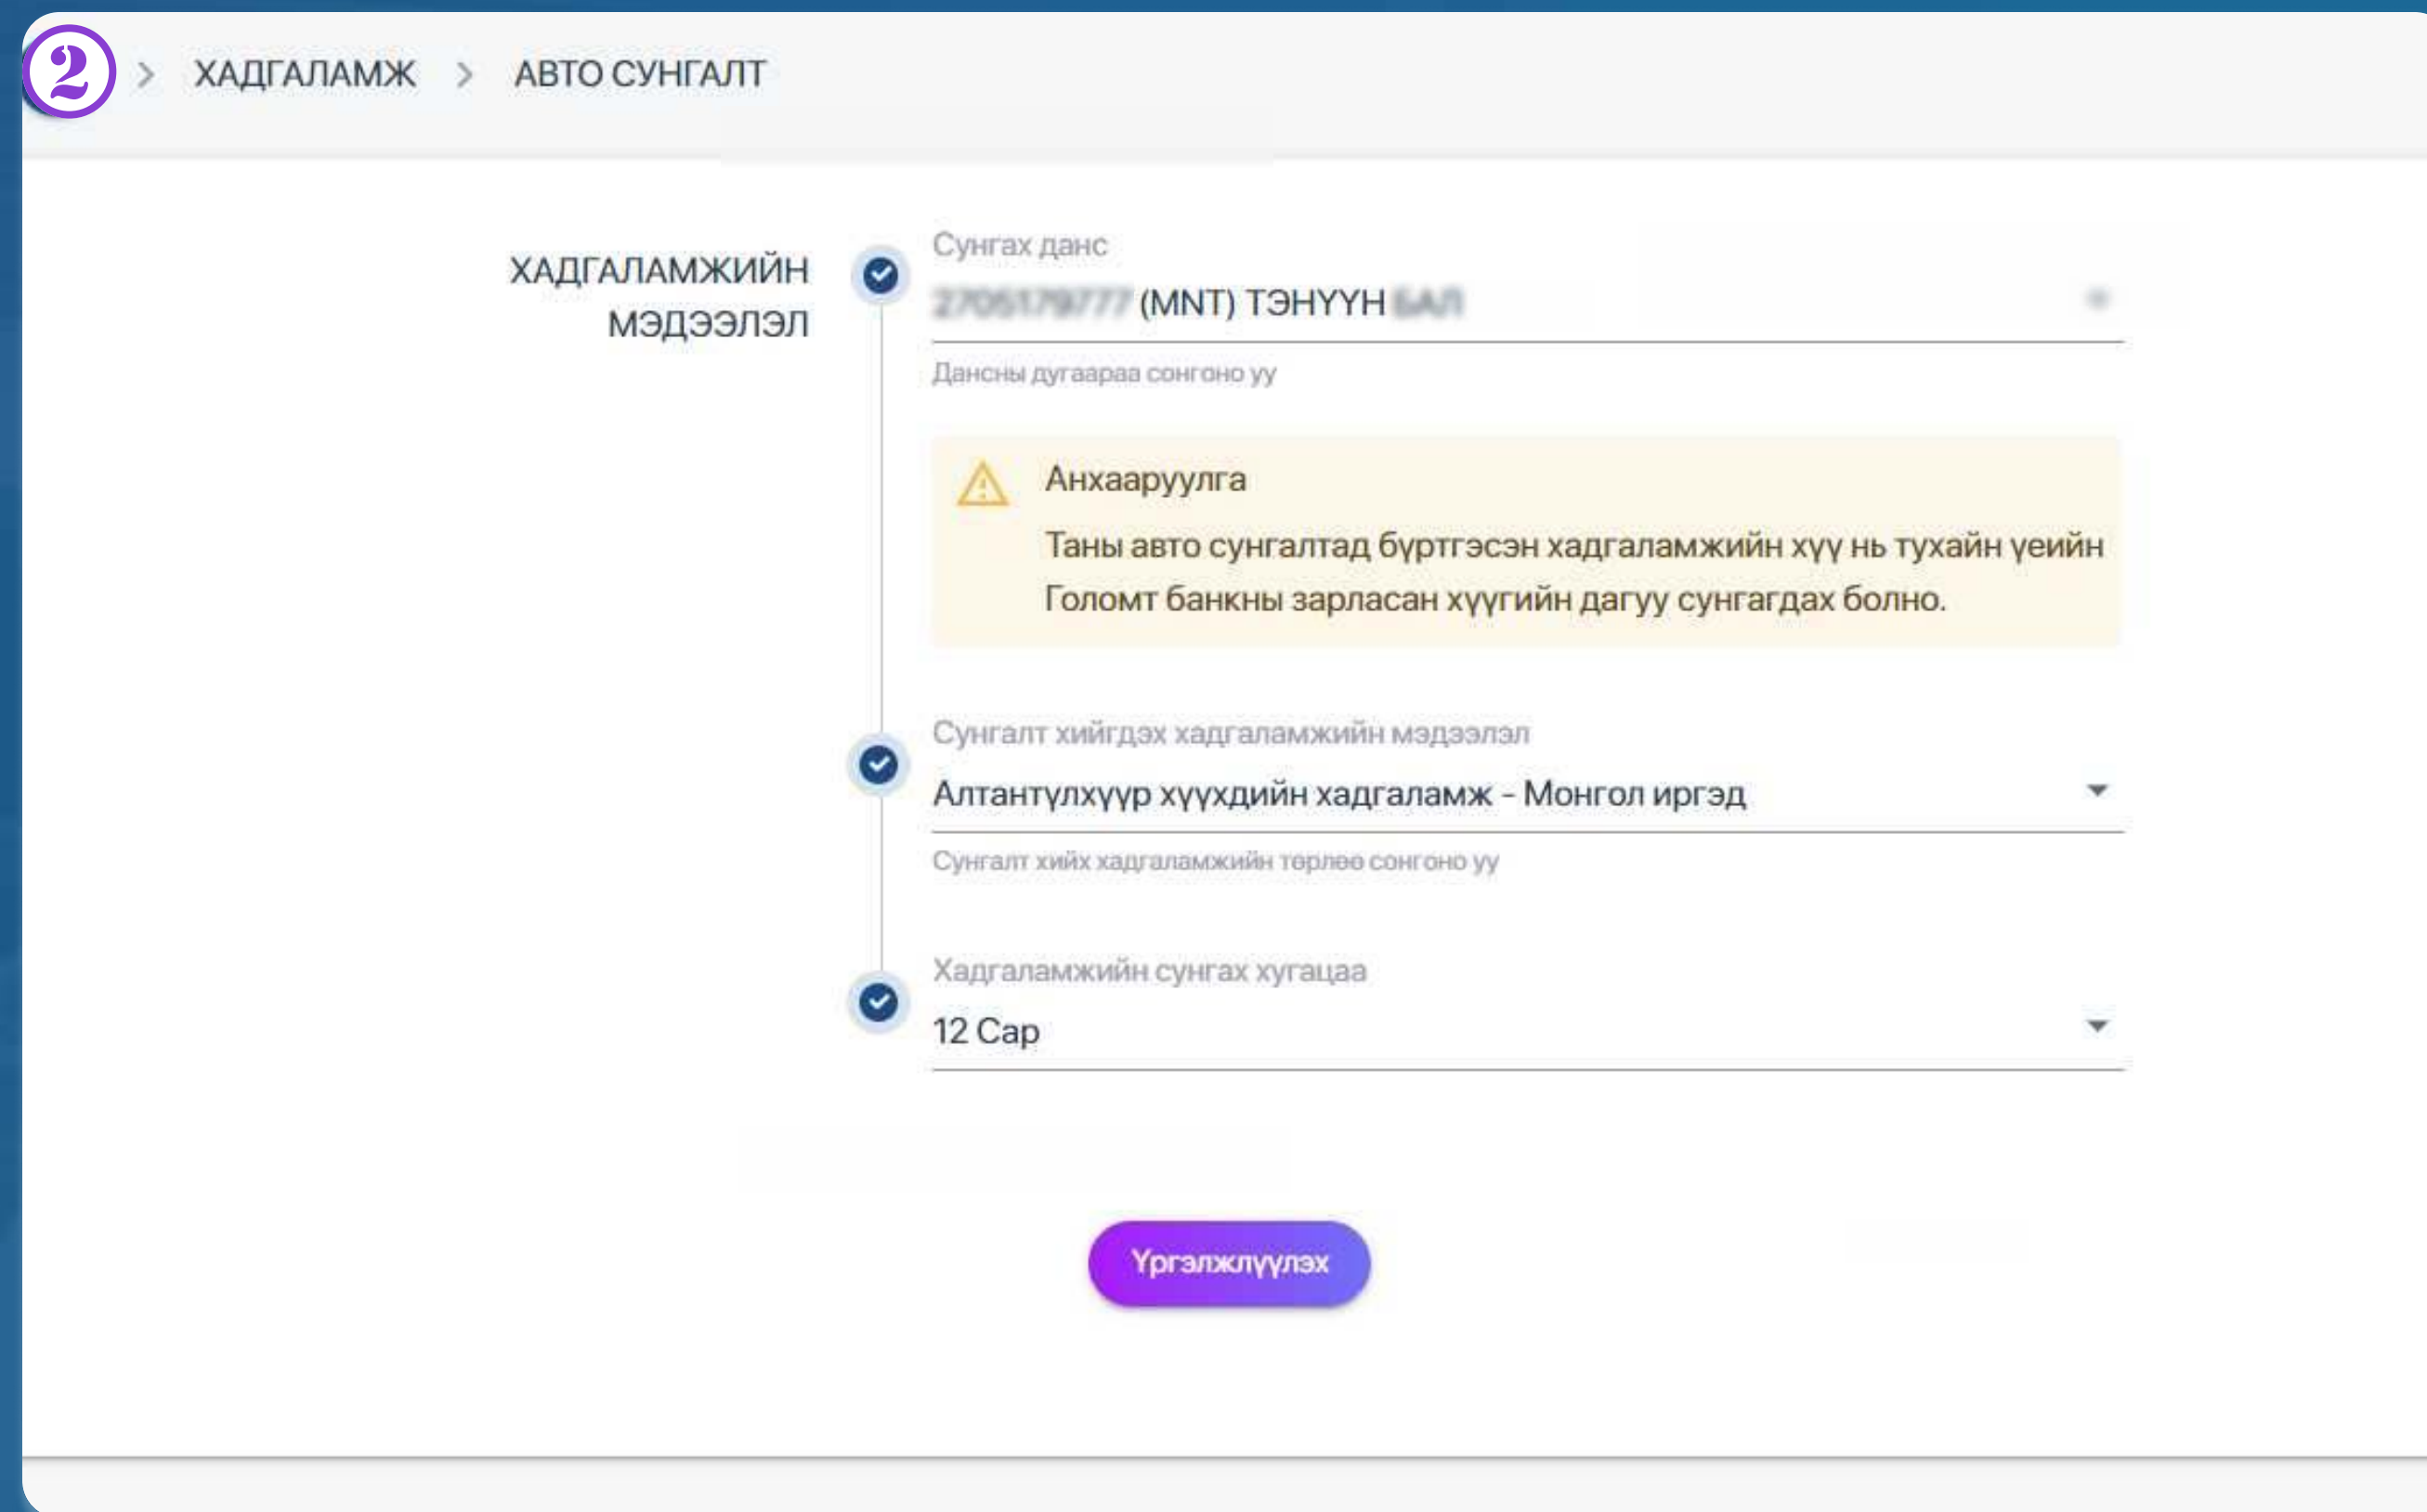 2 > ХАДГАЛАМЖ > АВТО СУНГАЛТ
ХАДГАЛАМЖИЙН
МЭДЭЭЛЭЛ
Сунгах данс
(MNT) ТЭНҮҮН
Дансны дугаараа сонгоно уу
Анхааруулга
Таны авто сунгалтад бүртгэсэн хадгаламжийн хүү нь тухайн үеийн
Голомт банкны зарласан хүүгийн дагуу сунгагдах болно.
Сунгалт хийгдэх хадгаламжийн мэдээлэл
Алтантүлхүүр хүүхдийн хадгаламж - Монгол иргэд
Сунгалт хийх хадгаламжийн төрлөө сонгоно уу
Хадгаламжийн сунгах хугацаа
12 Сар
Үргэлжлүүлэх